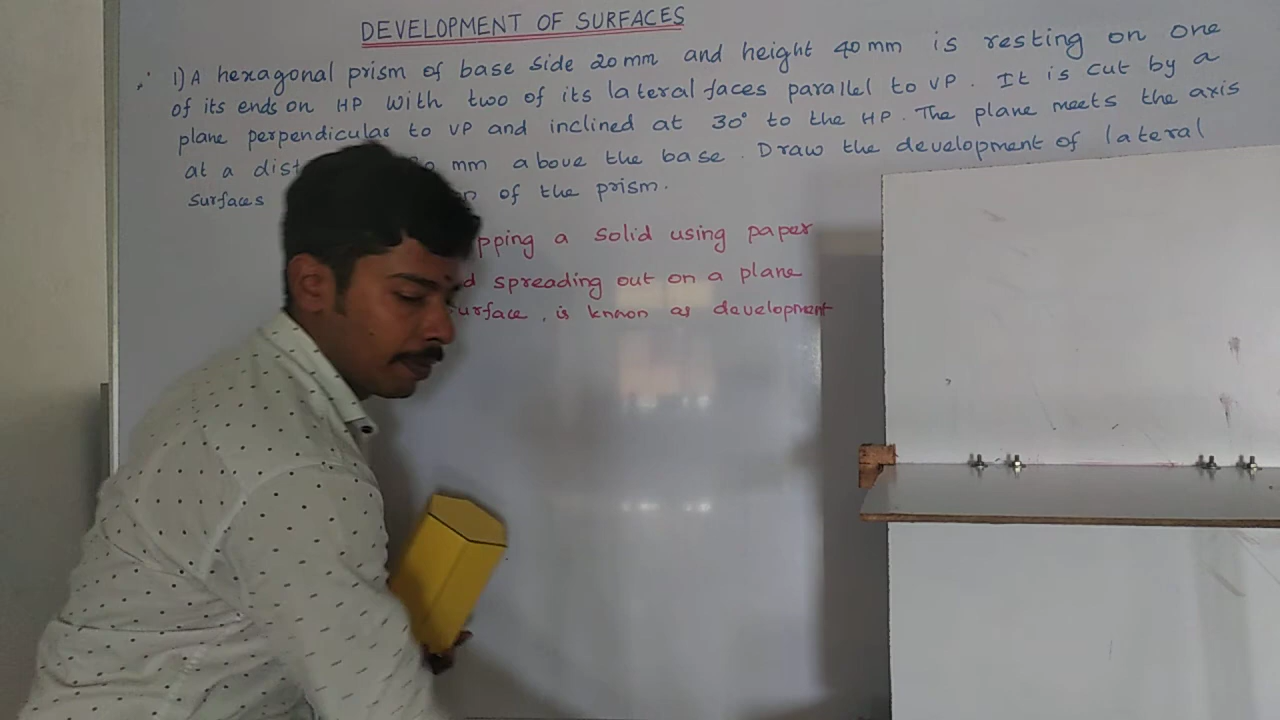 DEVELOPMENT OF SURFACES
1) A hexagonal prism of base side 20mm and height 40mm is resting on one
of its ends on HP with two of its lateral faces parallel to VP. It is cut by a
plane perpendicular to VP and inclined at 30° to the HP. The plane meets the axis
at a dist mm above the base. Draw the development of lateral
surfaces of the prism.
pping a solid using paper
d spreading out on a plane
urface, is known as development